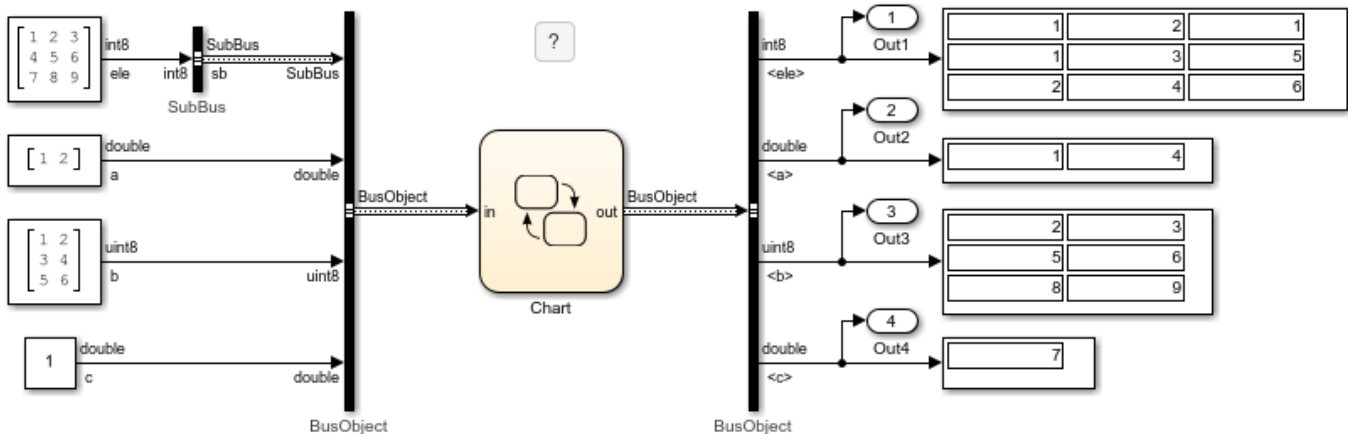 1 2 3
4 5 6
7 8 9
int8
ele
int8
SubBus
SubBus
sb
SubBus
1 2
double
a
double
1 2
3 4
5 6
uint8
b
uint8
1
double
c
double
BusObject
BusObject
?
in
out
Chart
BusObject
BusObject
int8
<ele>
1
Out1
1 2 1
1 3 5
2 4 6
double
<a>
2
Out2
1 4
uint8
<b>
3
Out3
2 3
5 6
8 9
double
<c>
4
Out4
7